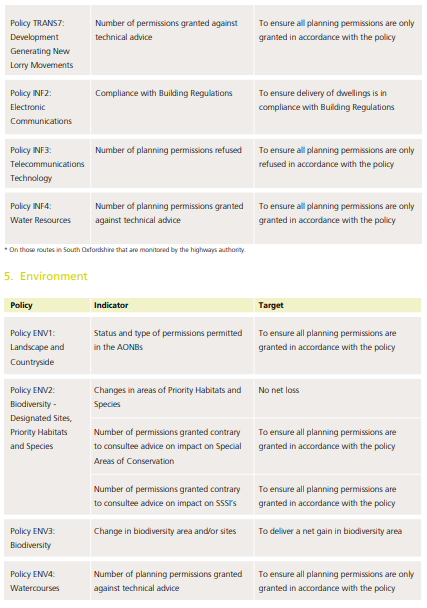 Policy TRANS7:
Development
Generating New
Lorry Movements
Number of permissions granted against
technical advice
To ensure all planning permissions are only
granted in accordance with the policy
Policy INF2:
Electronic
Communications
Compliance with Building Regulations
To ensure delivery of dwellings is in
compliance with Building Regulations
Policy INF3:
Telecommunications
Technology
Number of planning permissions refused
To ensure all planning permissions are only
refused in accordance with the policy
Policy INF4:
Water Resources
Number of planning permissions granted
against technical advice
To ensure all planning permissions are only
granted in accordance with the policy
* On those routes in South Oxfordshire that are monitored by the highways authority.
5. Environment
Policy
Indicator
Target
Policy ENV1:
Landscape and
Countryside
Status and type of permissions permitted
in the AONBs
To ensure all planning permissions are only
granted in accordance with the policy
Policy ENV2:
Biodiversity -
Designated Sites,
Priority Habitats
and Species
Changes in areas of Priority Habitats and
Species
No net loss
Number of permissions granted contrary
to consultee advice on impact on Special
Areas of Conservation
To ensure all planning permissions are
granted in accordance with the policy
Number of permissions granted contrary
to consultee advice on impact on SSSI's
To ensure all planning permissions are
granted in accordance with the policy
Policy ENV3:
Biodiversity
Change in biodiversity area and/or sites
To deliver a net gain in biodiversity area
Policy ENV4:
Watercourses
Number of planning permissions granted
against technical advice
To ensure all planning permissions are only
granted in accordance with the policy